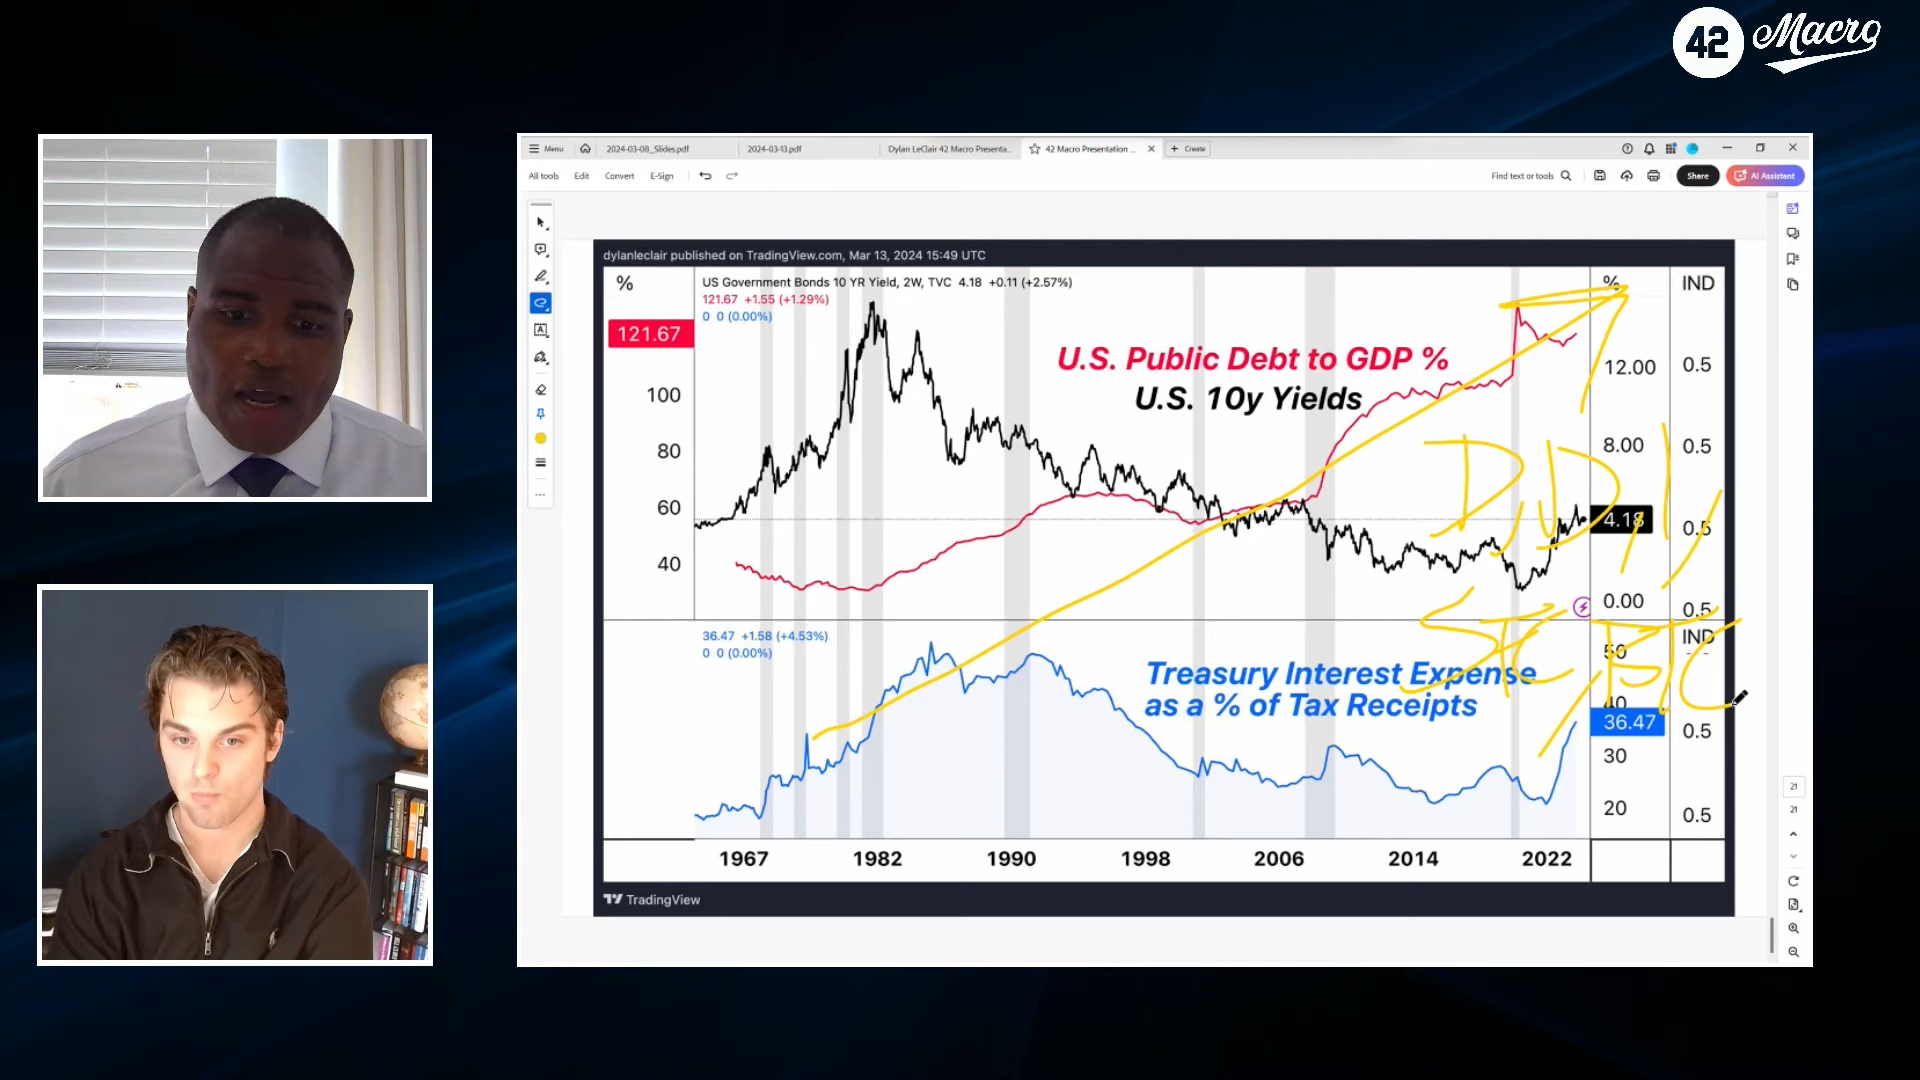 42 Macro
Menu
2024-03-08_Slides.pdf
2024-03-13.pdf
Dylan LeClair 42 Macro Presenta...
42 Macro Presentation ...
Create
All tools
Edit
Convert
E-Sign
Find text or tools
Share
AI Assistant
dylanleclair published on TradingView.com, Mar 13, 2024 15:49 UTC
%
US Government Bonds 10 YR Yield, 2W, TVC 4.18 +0.11 (+2.57%)
121.67 +1.55 (+1.29%)
0 0 (0.00%)
%
IND
121.67
100
80
60
40
U.S. Public Debt to GDP %
U.S. 10y Yields
12.00
8.00
4.18
0.00
0.5
0.5
0.5
0.5
36.47 +1.58 (+4.53%)
0 0 (0.00%)
Treasury Interest Expense
as a % of Tax Receipts
IND
50
40
36.47
30
20
0.5
0.5
1967
1982
1990
1998
2006
2014
2022
TradingView
21
21